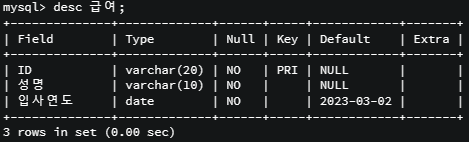 mysql> desc 급여;
+--------------+-------------+------+-----+------------+-------+
| Field        | Type        | Null | Key | Default    | Extra |
+--------------+-------------+------+-----+------------+-------+
| ID           | varchar(20) | NO   | PRI | NULL       |       |
| 성명         | varchar(10) | NO   |     | NULL       |       |
| 입사연도     | date        | NO   |     | 2023-03-02 |       |
+--------------+-------------+------+-----+------------+-------+
3 rows in set (0.00 sec)